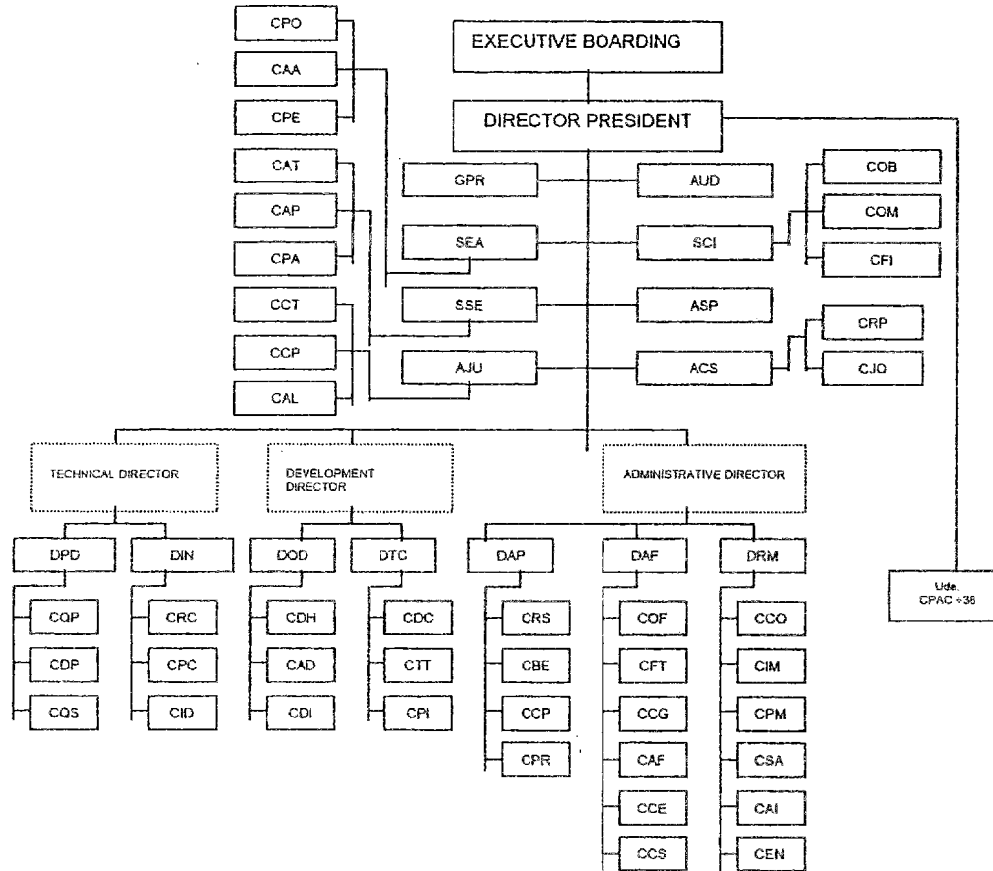 CPO
EXECUTIVE BOARDING
CAA
CPE
DIRECTOR PRESIDENT
CAT
GPR
AUD
COB
CAP
COM
SEA
SCI
CPA
CFI
CCT
SSE
ASP
CRP
CCP
AJU
ACS
CJO
CAL
TECHNICAL DIRECTOR
DEVELOPMENT
DIRECTOR
ADMINISTRATIVE DIRECTOR
DPD
DIN
DOD
DTC
DAP
DAF
DRM
Uds.
CPAC +36
CQP
CRC
CDH
CDC
CRS
COF
CCO
CDP
CPC
CAD
CTT
CBE
CFT
CIM
CQS
CID
CDI
CPI
CCP
CCG
CPM
CPR
CAF
CSA
CCE
CAI
CCS
CEN